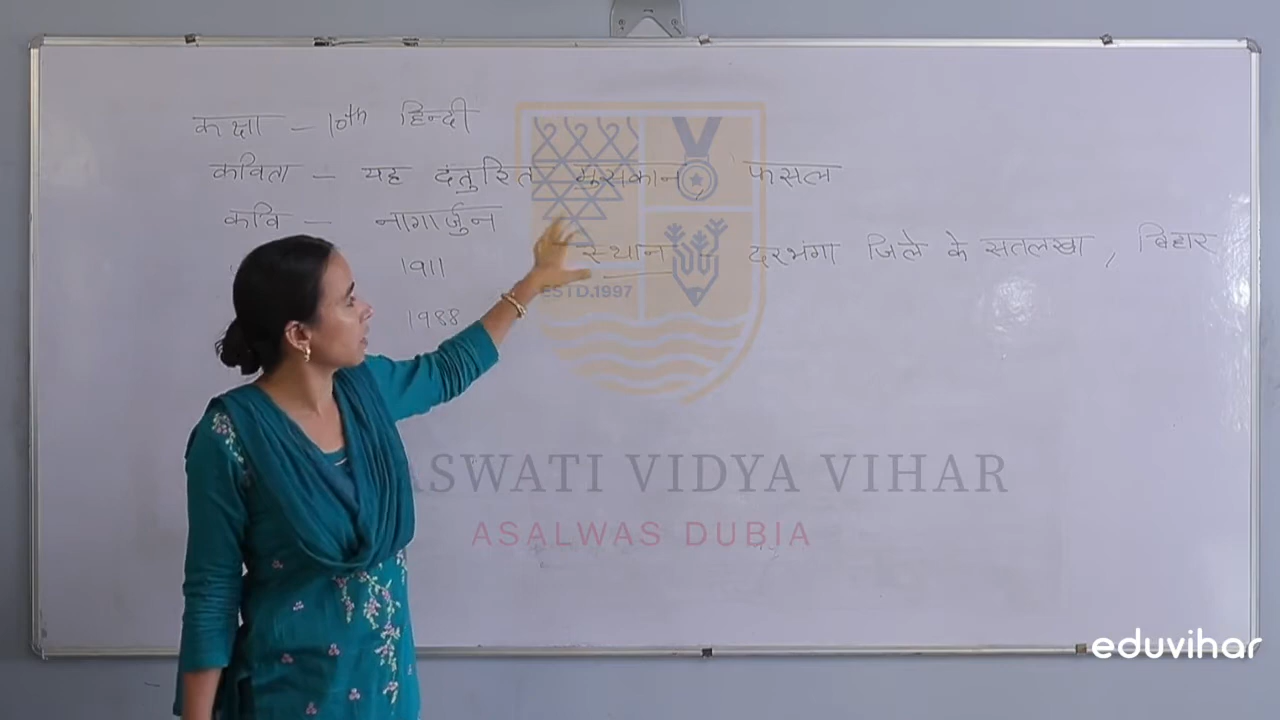 कक्षा – 10th हिन्दी
कविता – यह दंतुरित मुसकान, फसल
कवि – नागार्जुन
1911
स्थान – दरभंगा जिले के सतलखा, बिहार
1988
ESTD.1997
ASWATI VIDYA VIHAR
ASALWAS DUBIA
eduvihar